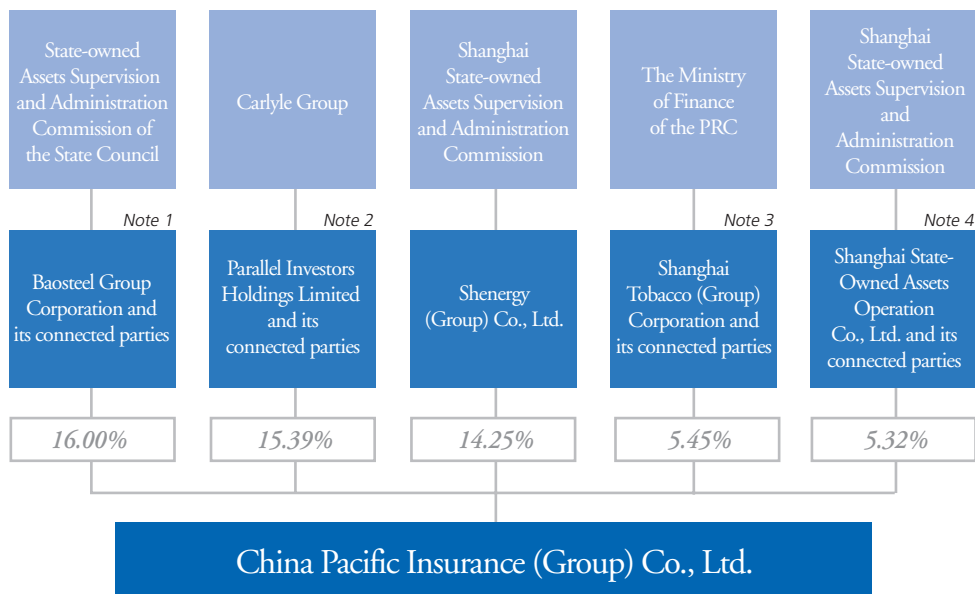 State-owned
Assets Supervision
and Administration
Commission of
the State Council
Carlyle Group
Shanghai
State-owned
Assets Supervision
and Administration
Commission
The Ministry
of Finance
of the PRC
Shanghai
State-owned
Assets Supervision
and
Administration
Commission
Note 1
Note 2
Note 3
Note 4
Baosteel Group
Corporation and
its connected parties
Parallel Investors
Holdings Limited
and its
connected parties
Shenergy
(Group) Co., Ltd.
Shanghai
Tobacco (Group)
Corporation and
its connected parties
Shanghai State-
Owned Assets
Operation
Co., Ltd. and its
connected parties
16.00%
15.39%
14.25%
5.45%
5.32%
China Pacific Insurance (Group) Co., Ltd.